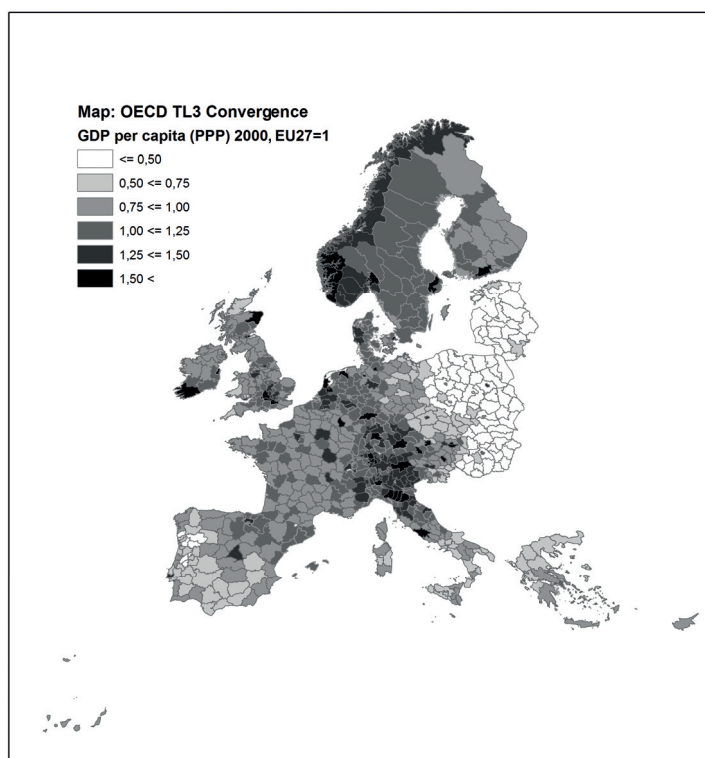 Map: OECD TL3 Convergence
GDP per capita (PPP) 2000, EU27=1
<= 0,50
0,50 <= 0,75
0,75 <= 1,00
1,00 <= 1,25
1,25 <= 1,50
1,50 <